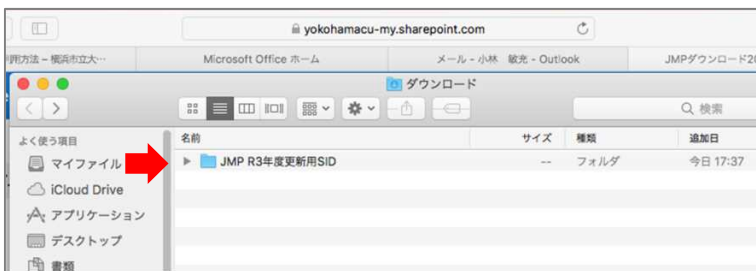 yokohamacu-my.sharepoint.com
用方法 – 横浜市立大…
Microsoft Office ホーム
メール - 小林 敏充 - Outlook
JMPダウンロード20
ダウンロード
検索
よく使う項目
名前
サイズ
種類
追加日
マイファイル
JMP R3年度更新用SID
--
フォルダ
今日 17:37
iCloud Drive
アプリケーション
デスクトップ
書類